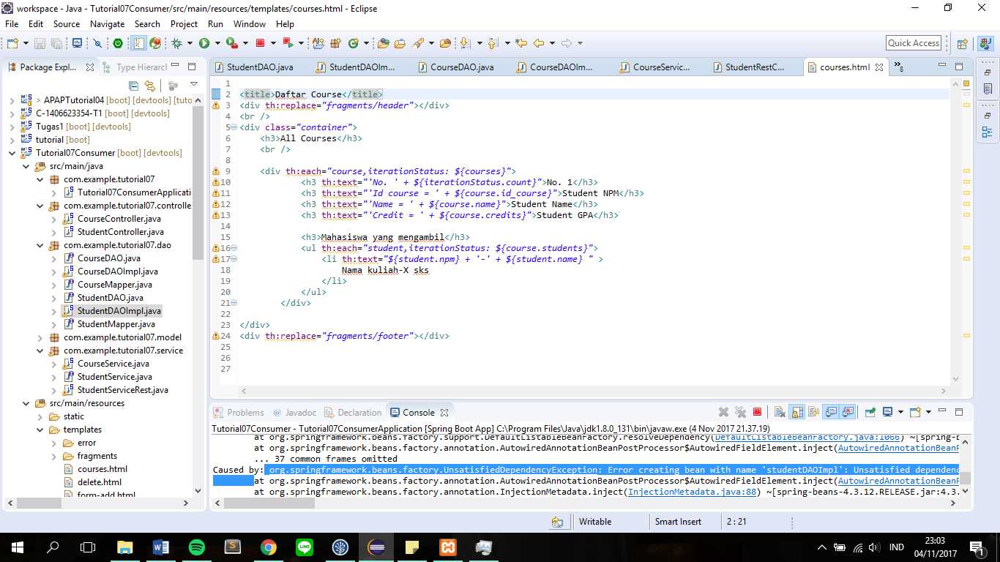 workspace - Java - Tutorial07Consumer/src/main/resources/templates/courses.html - Eclipse
File Edit Source Navigate Search Project Run Window Help
Quick Access
Package Expl...
Type Hierarcl
StudentDAO.java
StudentDAOIm...
CourseDAO.java
CourseDAOIm...
CourseServic...
StudentRestC...
courses.html
»8
> APAPTutorial04 [boot] [devtools] [tuto
C-1406623354-T1 [boot] [devtools]
Tugas1 [boot] [devtools]
tutorial [boot]
Tutorial07Consumer [boot] [devtools]
src/main/java
com.example.tutorial07
Tutorial07ConsumerApplicati
com.example.tutorial07.controlle
CourseController.java
StudentController.java
com.example.tutorial07.dao
CourseDAO.java
CourseDAOImpl.java
CourseMapper.java
StudentDAO.java
StudentDAOImpl.java
StudentMapper.java
com.example.tutorial07.model
com.example.tutorial07.service
CourseService.java
StudentService.java
StudentServiceRest.java
src/main/resources
static
templates
error
fragments
courses.html
delete.html
form-add.html
1
2 <title>Daftar Course</title>
3 <div th:replace="fragments/header"></div>
4 <br />
5 <div class="container">
6 <h3>All Courses</h3>
7 <br />
8
9 <div th:each="course,iterationStatus: ${courses}">
10 <h3 th:text="'No. ' + ${iterationStatus.count}">No. 1</h3>
11 <h3 th:text="'Id course = ' + ${course.id_course}">Student NPM</h3>
12 <h3 th:text="'Name = ' + ${course.name}">Student Name</h3>
13 <h3 th:text="'Credit = ' + ${course.credits}">Student GPA</h3>
14
15 <h3>Mahasiswa yang mengambil</h3>
16 <ul th:each="student,iterationStatus: ${course.students}">
17 <li th:text="${student.npm} + '-' + ${student.name} " >
18 Nama kuliah-X sks
19 </li>
20 </ul>
21 </div>
22
23 </div>
24 <div th:replace="fragments/footer"></div>
25
26
27
Problems @ Javadoc Declaration Console
Tutorial07Consumer - Tutorial07ConsumerApplication [Spring Boot App] C:\Program Files\Java\jdk1.8.0_131\bin\javaw.exe (4 Nov 2017 21.37.19)
at org.springframework.beans.factory.support.DefaultListableBeanFactory.resolveDependency(DefaultListableBeanFactory.java:1066) ~[spring-b
at org.springframework.beans.factory.annotation.AutowiredAnnotationBeanPostProcessor$AutowiredFieldElement.inject(AutowiredAnnotationBeanP
... 37 common frames omitted
Caused by: org.springframework.beans.factory.UnsatisfiedDependencyException: Error creating bean with name 'studentDAOImpl': Unsatisfied dependenc
at org.springframework.beans.factory.annotation.AutowiredAnnotationBeanPostProcessor$AutowiredFieldElement.inject(AutowiredAnnotationBeanP
at org.springframework.beans.factory.annotation.InjectionMetadata.inject(InjectionMetadata.java:88) ~[spring-beans-4.3.12.RELEASE.jar:4.3.
Writable Smart Insert 2 : 21
IND
23:03
04/11/2017
1